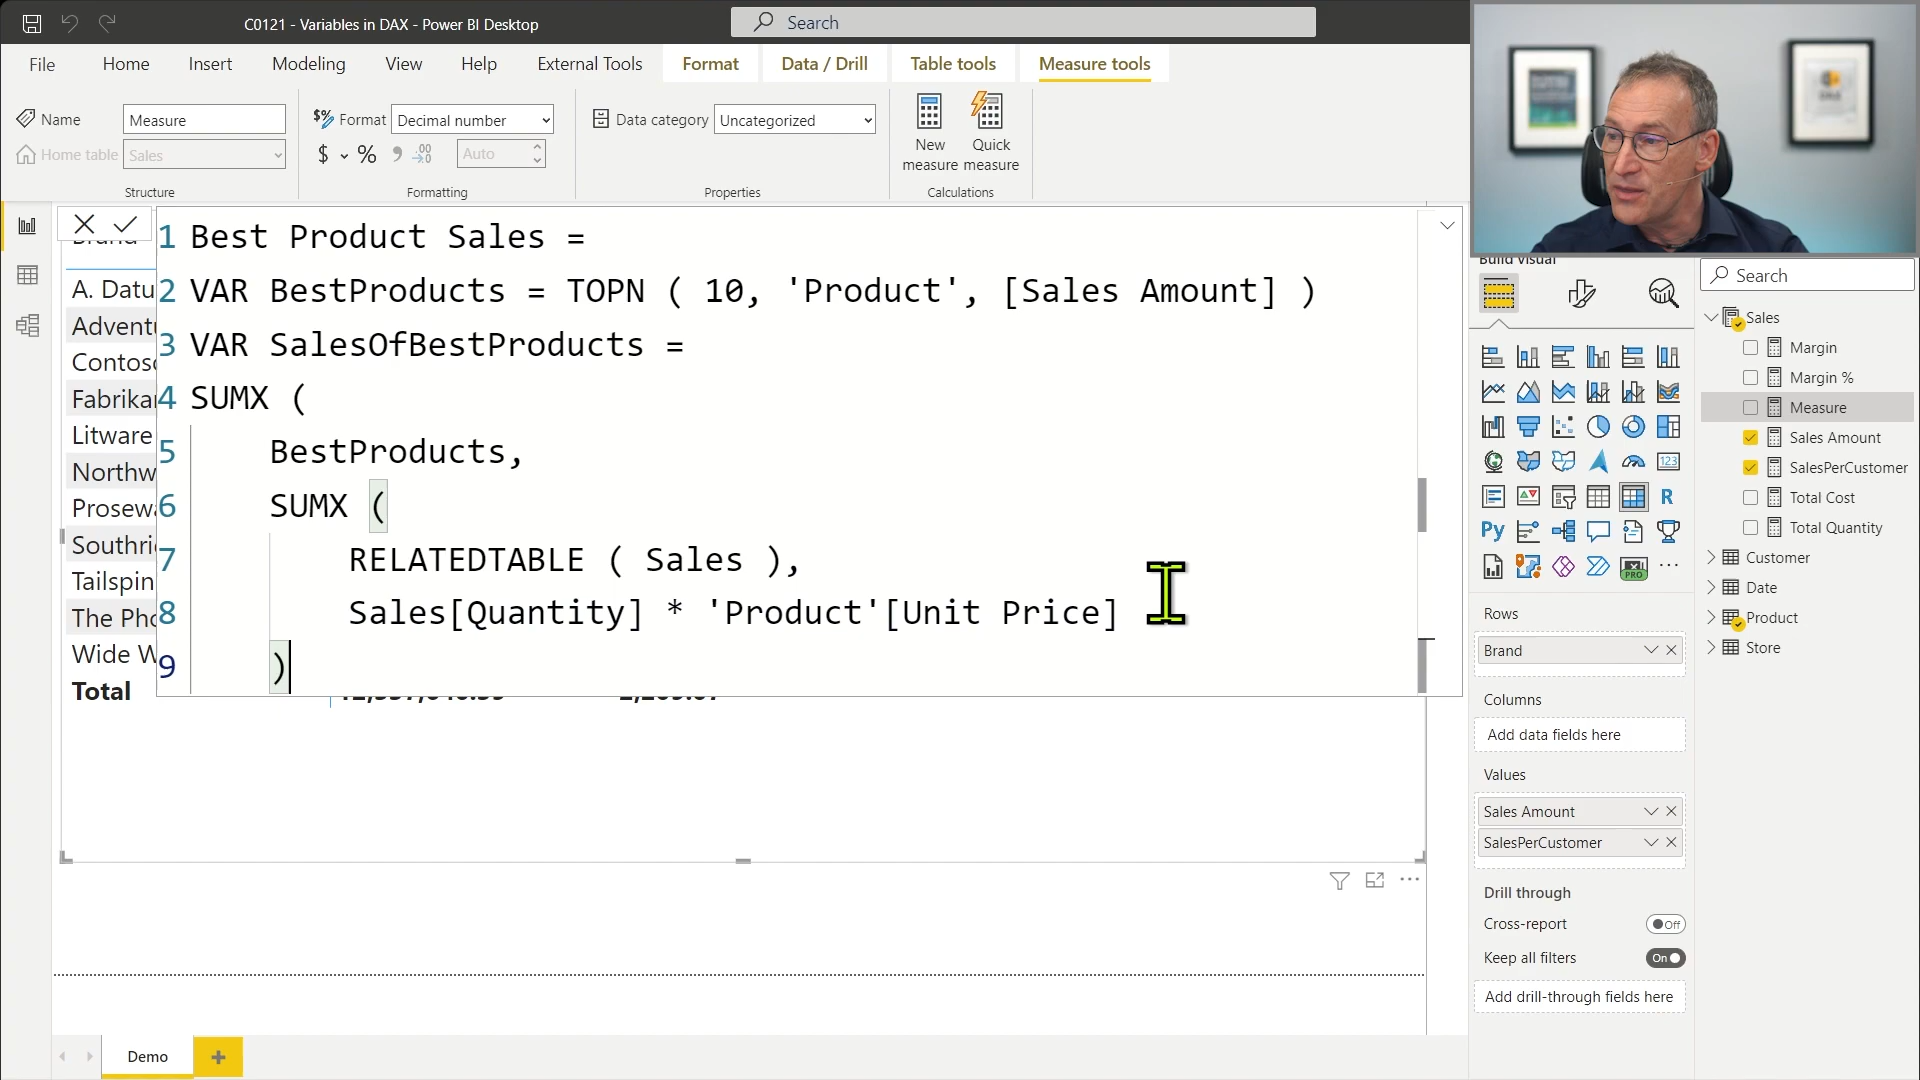 C0121 - Variables in DAX - Power BI Desktop
Search
File
Home
Insert
Modeling
View
Help
External Tools
Format
Data / Drill
Table tools
Measure tools
Name
Measure
Home table
Sales
Structure
Format
Decimal number
$
%
Auto
Formatting
Data category
Uncategorized
Properties
New measure
Quick measure
Calculations
1 Best Product Sales =
2 VAR BestProducts = TOPN ( 10, 'Product', [Sales Amount] )
3 VAR SalesOfBestProducts =
4 SUMX (
5 BestProducts,
6 SUMX (
7 RELATEDTABLE ( Sales ),
8 Sales[Quantity] * 'Product'[Unit Price]
9 )
A. Datu
Advent
Contos
Fabrika
Litware
Northw
Prosew
Southri
Tailspin
The Pho
Wide W
Total
Build visual
123
R
Py
PRO
Rows
Brand
Columns
Add data fields here
Values
Sales Amount
SalesPerCustomer
Drill through
Cross-report
Off
Keep all filters
On
Add drill-through fields here
Search
Sales
Margin
Margin %
Measure
Sales Amount
SalesPerCustomer
Total Cost
Total Quantity
Customer
Date
Product
Store
Demo